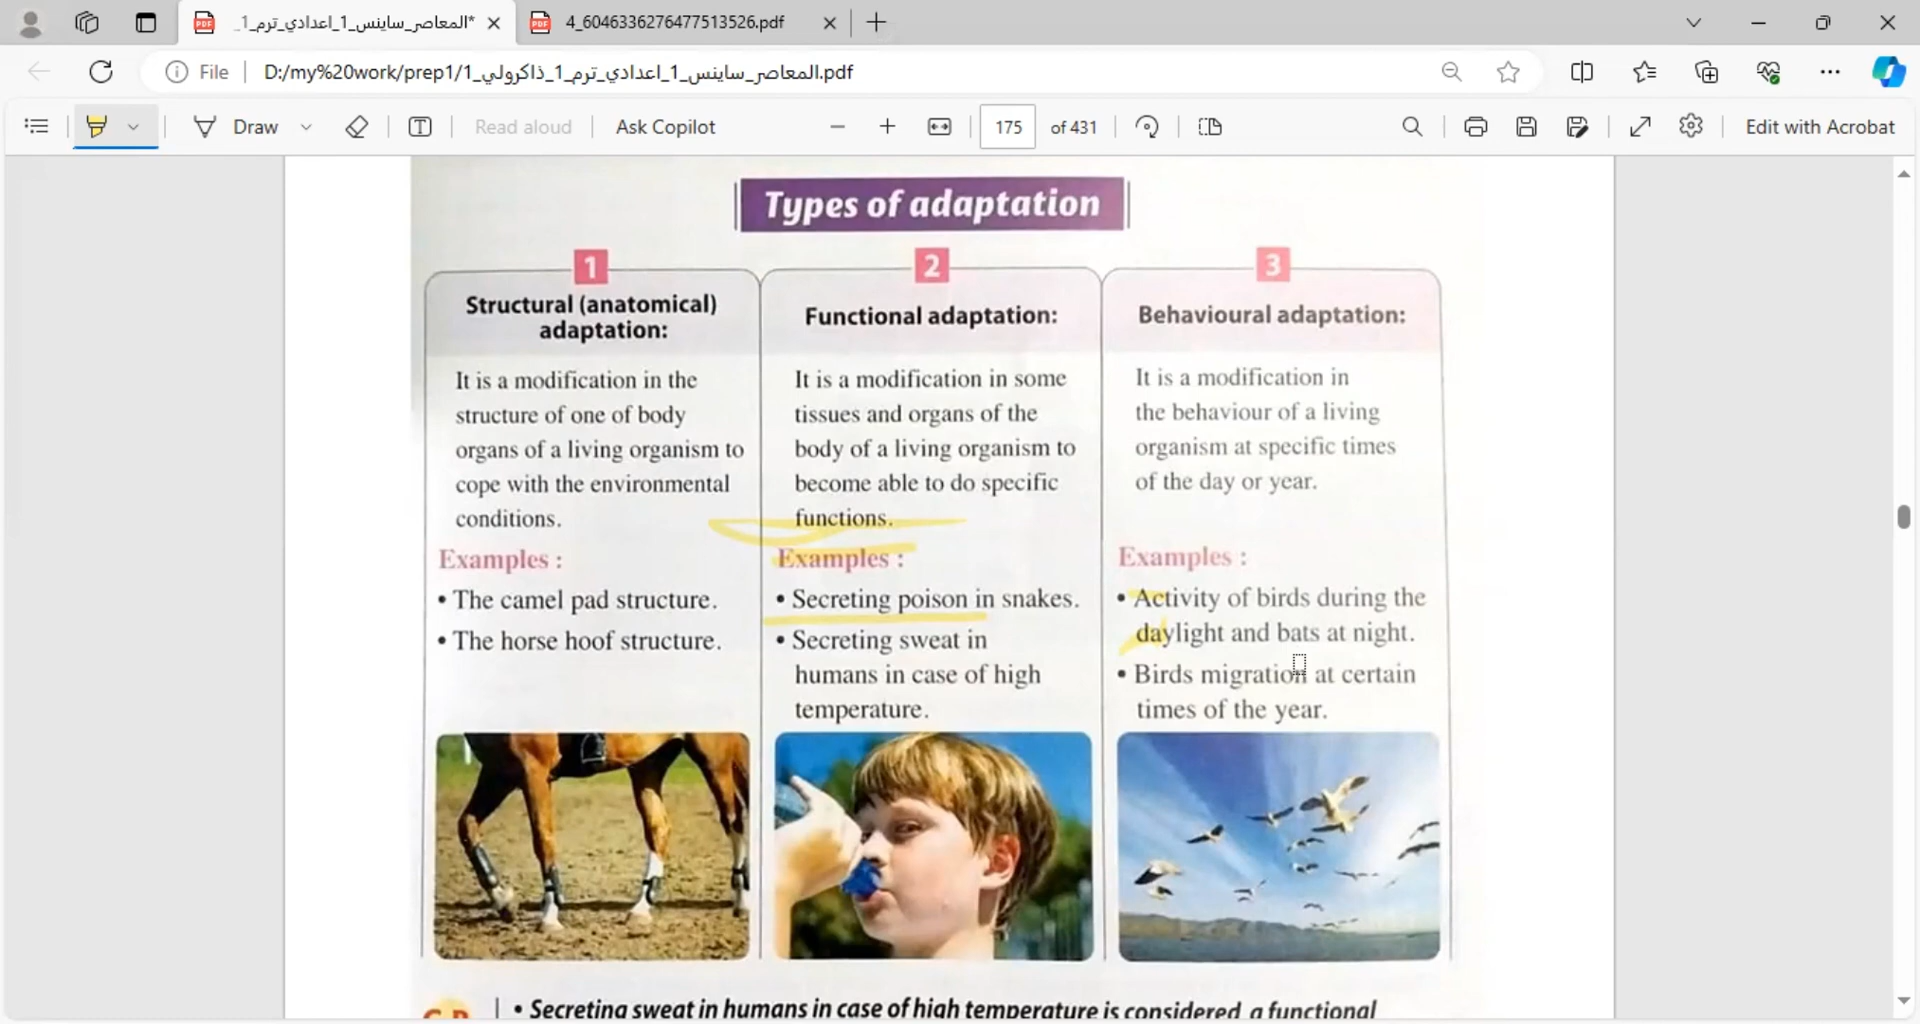 المعاصر_ساينس_1_اعدادي_ترم_1_*
4_6046336276477513526.pdf
File
D:/my%20work/prep1/المعاصر_ساينس_1_اعدادي_ترم_1_ذاكرولي_1.pdf
Draw
Read aloud
Ask Copilot
175
of 431
Edit with Acrobat
Types of adaptation
1
Structural (anatomical)
adaptation:
It is a modification in the
structure of one of body
organs of a living organism to
cope with the environmental
conditions.
Examples :
• The camel pad structure.
• The horse hoof structure.
2
Functional adaptation:
It is a modification in some
tissues and organs of the
body of a living organism to
become able to do specific
functions.
Examples :
• Secreting poison in snakes.
• Secreting sweat in
humans in case of high
temperature.
3
Behavioural adaptation:
It is a modification in
the behaviour of a living
organism at specific times
of the day or year.
Examples :
• Activity of birds during the
daylight and bats at night.
• Birds migration at certain
times of the year.
• Secreting sweat in humans in case of high temperature is considered a functional